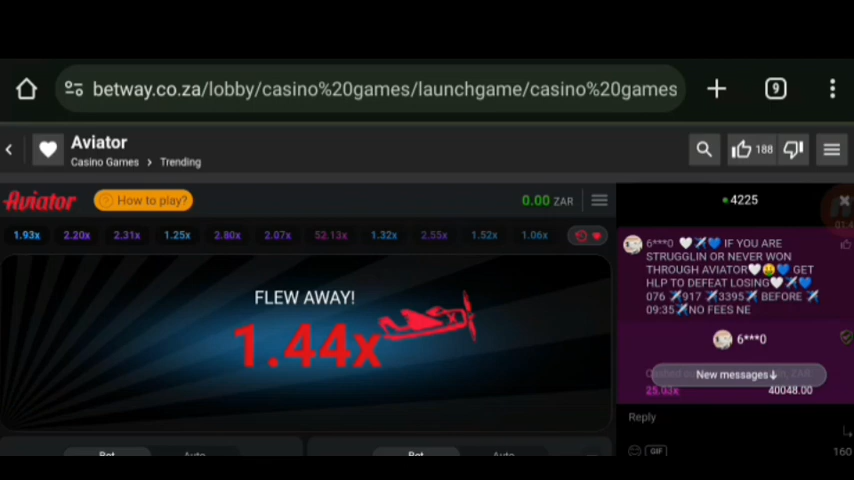 betway.co.za/lobby/casino%20games/launchgame/casino%20games
9
Aviator
Casino Games > Trending
188
Aviator
? How to play?
0.00 ZAR
4225
1.93x 2.20x 2.31x 1.25x 2.80x 2.07x 52.13x 1.32x 2.55x 1.52x 1.06x
FLEW AWAY!
1.44x
Bet Auto
Bet Auto
6***0 🤍✈️💙 IF YOU ARE
STRUGGLIN OR NEVER WON
THROUGH AVIATOR🤍🤑💙 GET
HLP TO DEFEAT LOSING🤍✈️💙
076 ✈️917 ✈️3395✈️ BEFORE ✈️
09:35✈️NO FEES NE
6***0
New messages↓
25.03x 40048.00
Reply
GIF
160